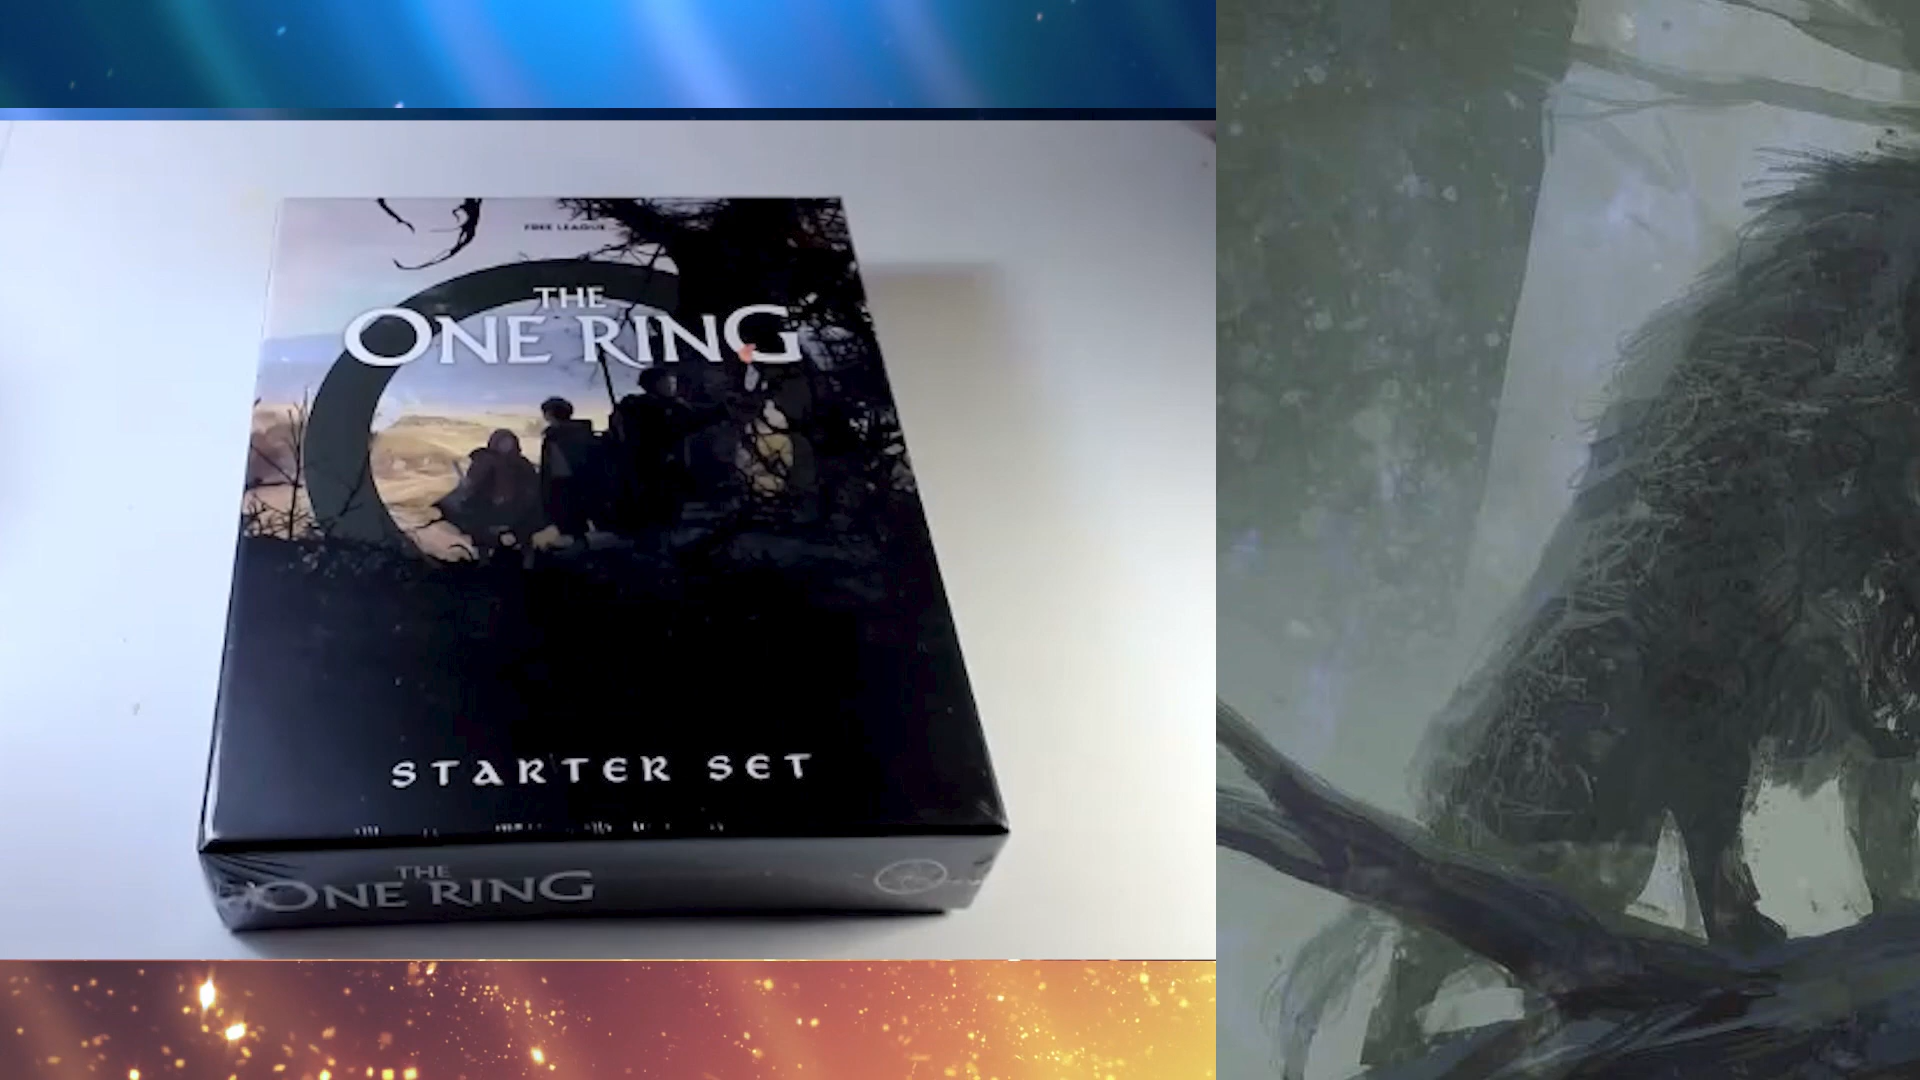 FREE LEAGUE
THE
ONE RING
STARTER SET
THE
ONE RING